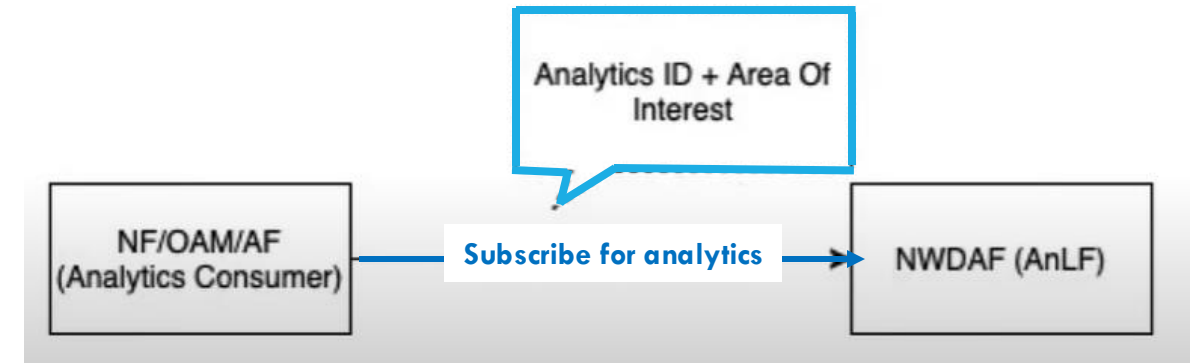 Analytics ID + Area Of
Interest
NF/OAM/AF
(Analytics Consumer)
Subscribe for analytics
NWDAF (AnLF)